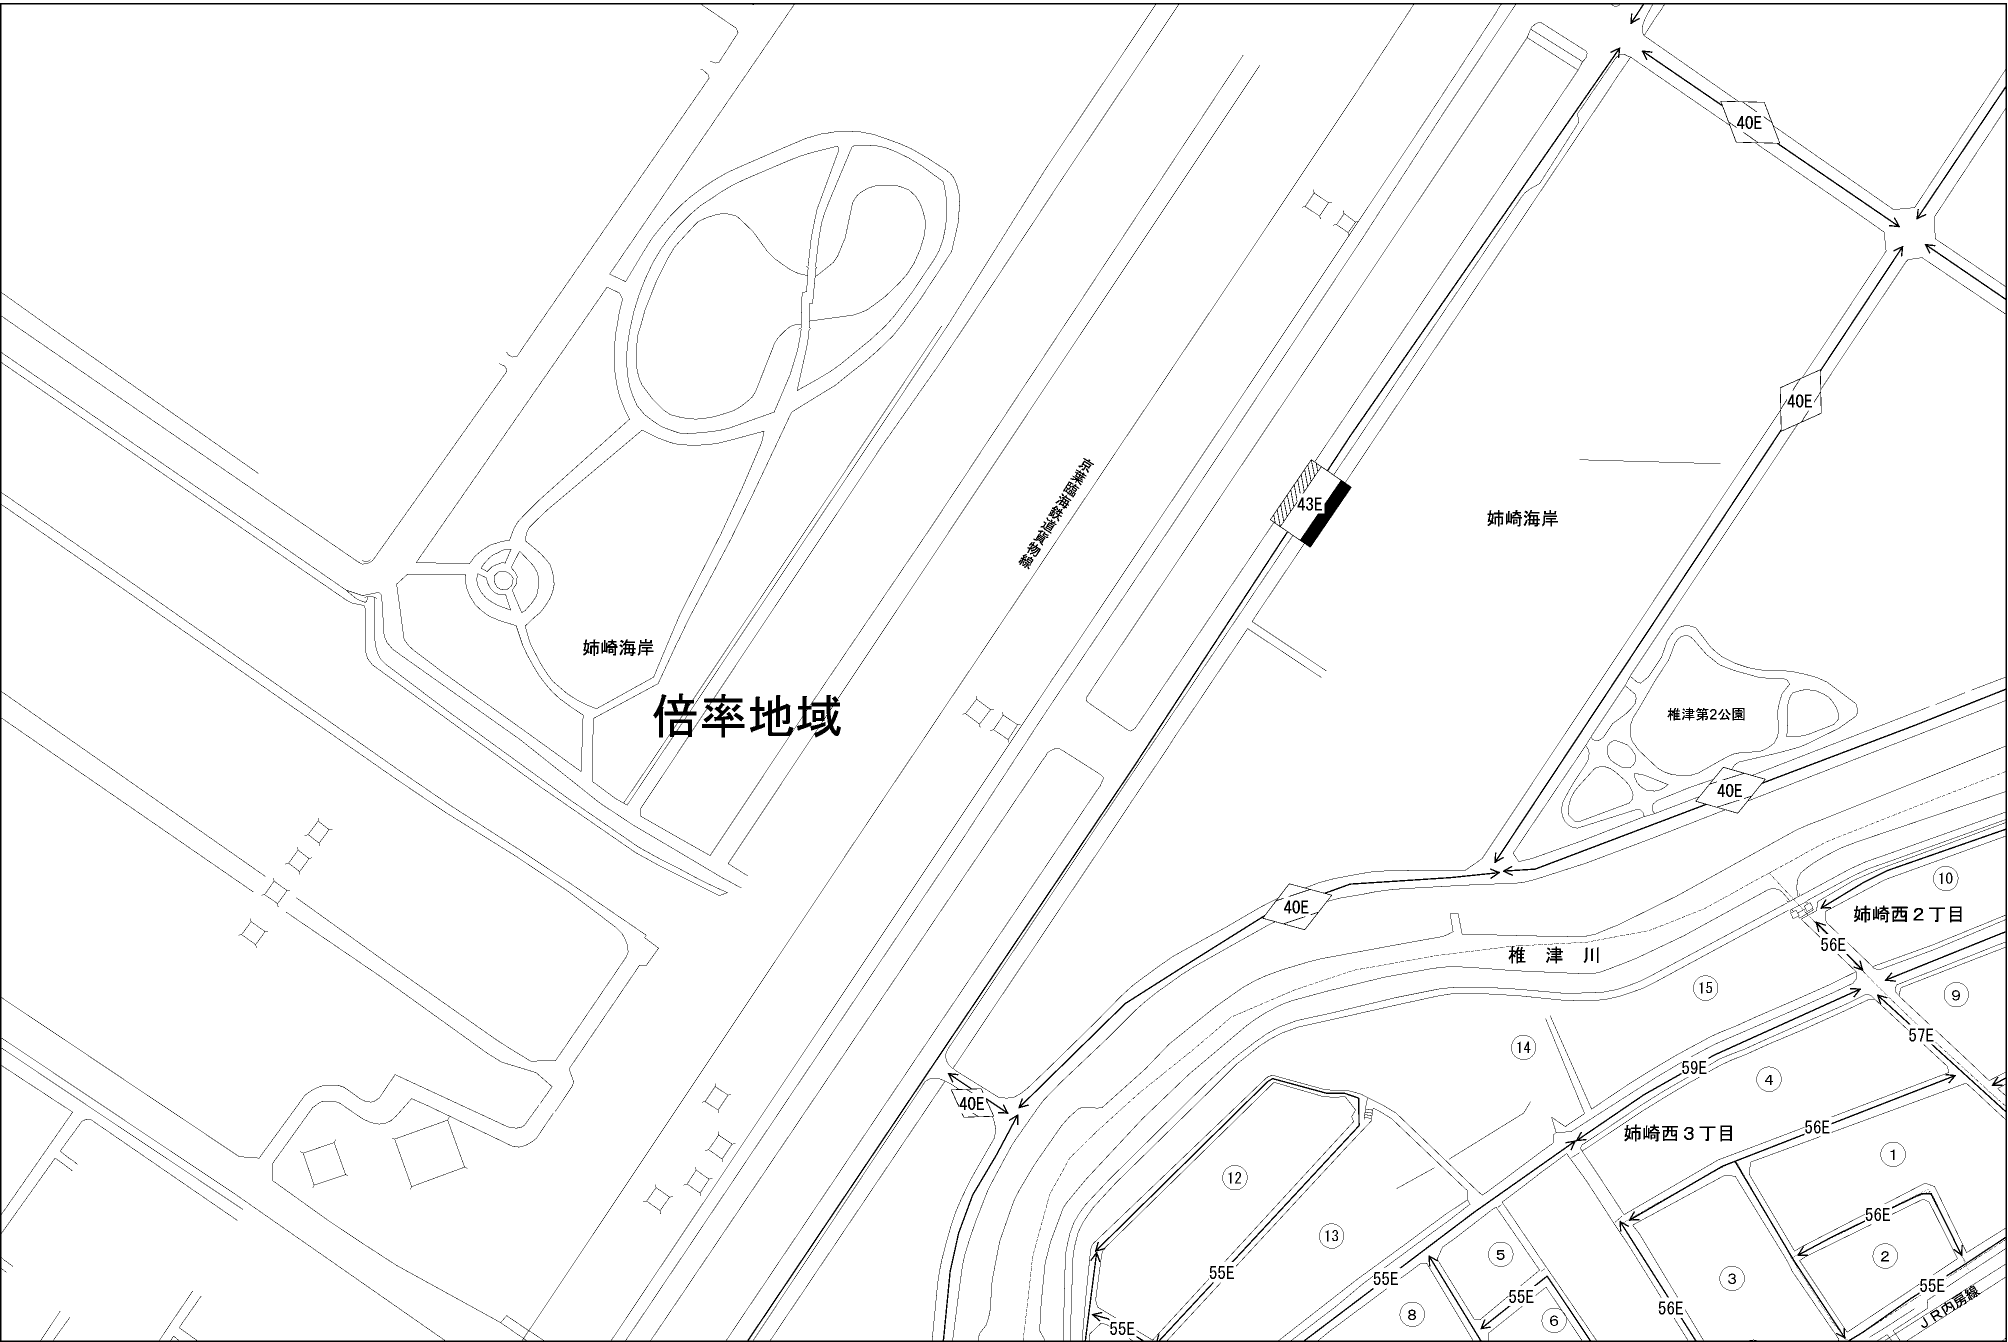 40E
40E
京葉臨海鉄道貨物線
43E
姉崎海岸
姉崎海岸
倍率地域
椎津第2公園
40E
40E
⑩
姉崎西２丁目
56E
椎 津 川
⑮
⑨
57E
⑭
59E
④
40E
姉崎西３丁目
56E
①
⑫
56E
⑬
⑤
②
55E
55E
③
55E
55E
ＪＲ内房線
56E
⑧
⑥
55E